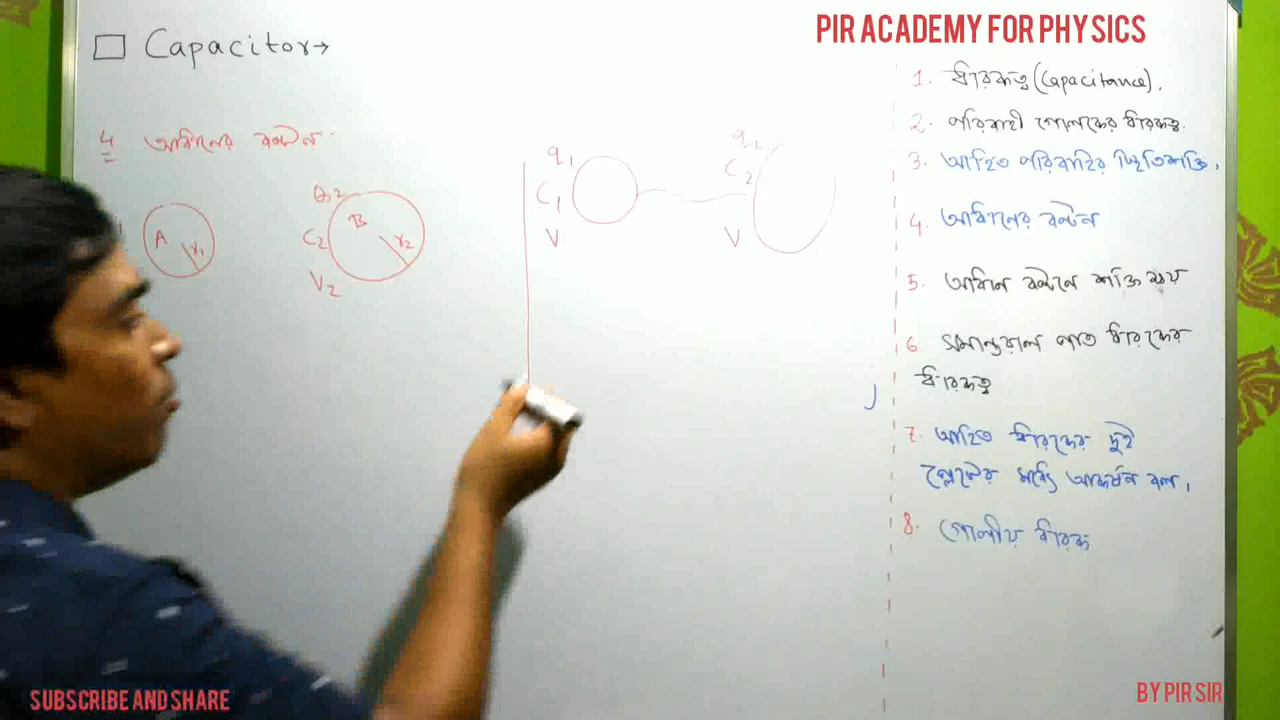 PIR ACADEMY FOR PHYSICS
□ Capacitor→
4 আধানের বন্টন
A r₁
Q2
B
C2 r2
V2
q1
C1
V
q2
C2
V
1. ধারকত্ব (Capacitance).
2. পরিবাহী গোলকের ধারকত্ব.
3. আহিত পরিবাহির স্থিতিশক্তি,
4. আধানের বন্টন
5. আধান বন্টনে শক্তি ব্যয়
6 সমান্তরাল পাত ধারকের
ধারকত্ব
7. আহিত ধারকের দুই
প্লেটের মধ্যে আকর্ষন বল,
8. গোলীয় ধারক
SUBSCRIBE AND SHARE
BY PIR SIR